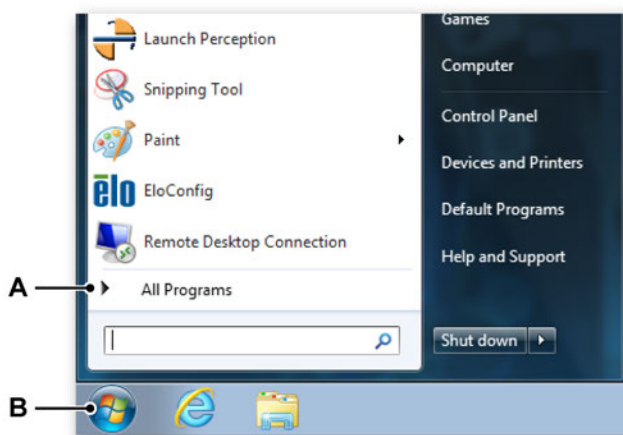 Launch Perception
Snipping Tool
Paint
elo EloConfig
Remote Desktop Connection
A
All Programs
B
Games
Computer
Control Panel
Devices and Printers
Default Programs
Help and Support
Shut down